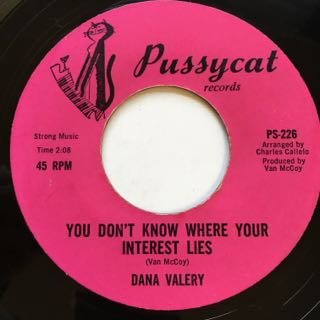 Pussycat
records
Strong Music
Time 2:08
45 RPM
PS-226
Arranged by
Charles Callelo
Produced by
Van McCoy
YOU DON'T KNOW WHERE YOUR
INTEREST LIES
(Van McCoy)
DANA VALERY